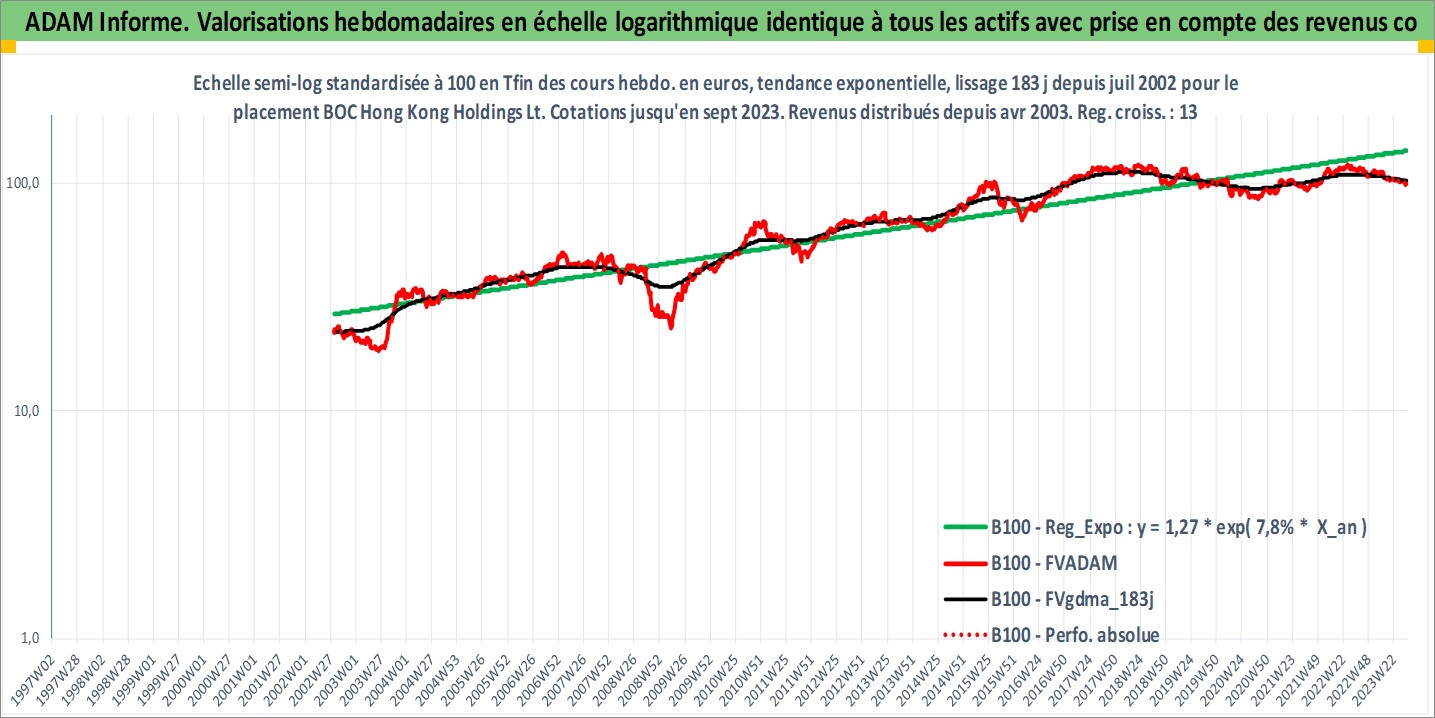 ADAM Informe. Valorisations hebdomadaires en échelle logarithmique identique à tous les actifs avec prise en compte des revenus co
Echelle semi-log standardisée à 100 en Tfin des cours hebdo. en euros, tendance exponentielle, lissage 183 j depuis juil 2002 pour le
placement BOC Hong Kong Holdings Lt. Cotations jusqu'en sept 2023. Revenus distribués depuis avr 2003. Reg. croiss. : 13
100,0
10,0
1,0
B100 - Reg_Expo : y = 1,27 * exp( 7,8% * X_an )
B100 - FVADAM
B100 - FVgdma_183j
B100 - Perfo. absolue
1997W02
1997W28
1998W02
1998W28
1999W01
1999W27
2000W01
2000W27
2001W01
2001W27
2002W01
2002W27
2003W01
2003W27
2004W01
2004W27
2004W53
2005W26
2005W52
2006W26
2006W52
2007W26
2007W52
2008W26
2008W52
2009W26
2009W52
2010W25
2010W51
2011W25
2011W51
2012W25
2012W51
2013W25
2013W51
2014W25
2014W51
2015W25
2015W51
2016W24
2016W50
2017W24
2017W50
2018W24
2018W50
2019W24
2019W50
2020W24
2020W50
2021W23
2021W49
2022W22
2022W48
2023W22